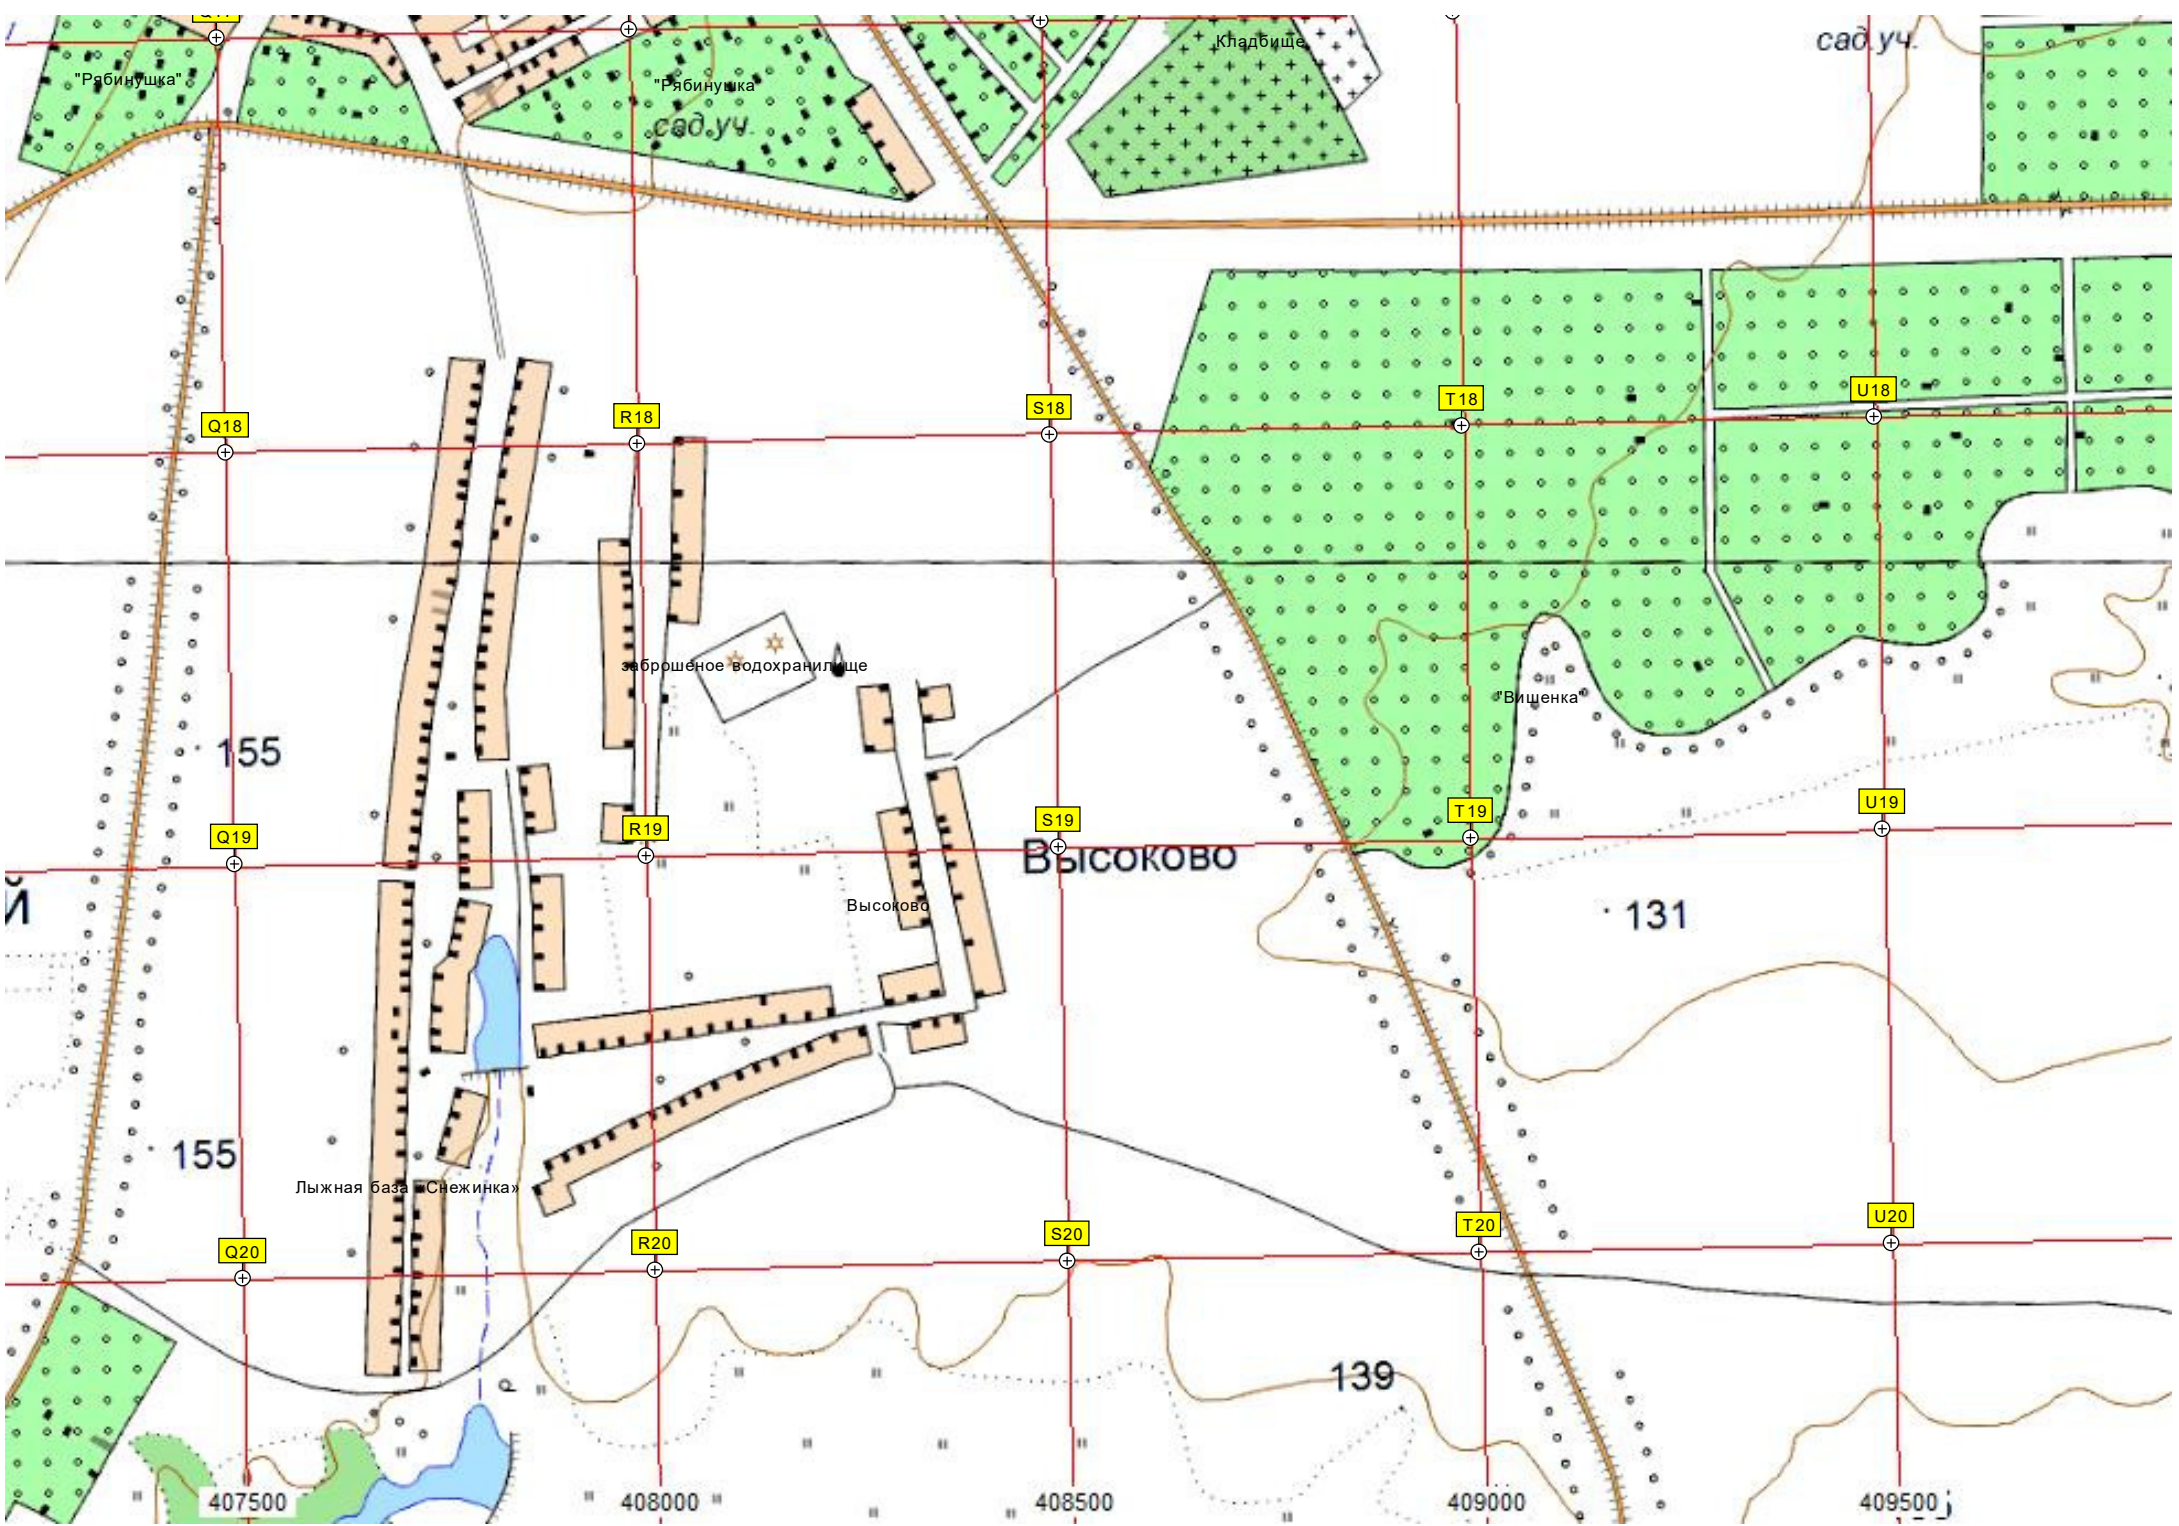 Кладбище
сад.уч.
"Рябинушка"
"Рябинушка"
сад.уч.
Q18
R18
S18
T18
U18
заброшеное водохранилище
"Вишенка"
155
Q19
R19
S19
T19
U19
Высоково
й
Высоково
131
155
Лыжная база «Снежинка»
Q20
R20
S20
T20
U20
139
407500
408000
408500
409000
409500